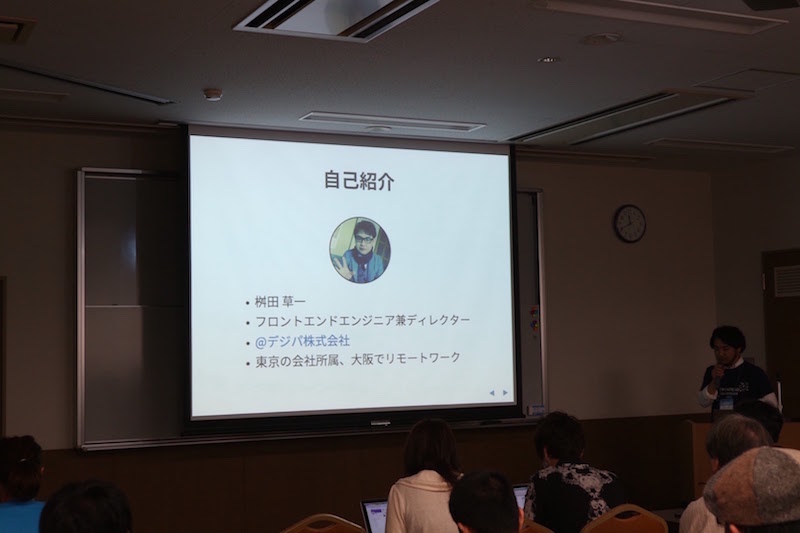 自己紹介
• 桝田 草一
• フロントエンドエンジニア兼ディレクター
• @デジパ株式会社
• 東京の会社所属、大阪でリモートワーク